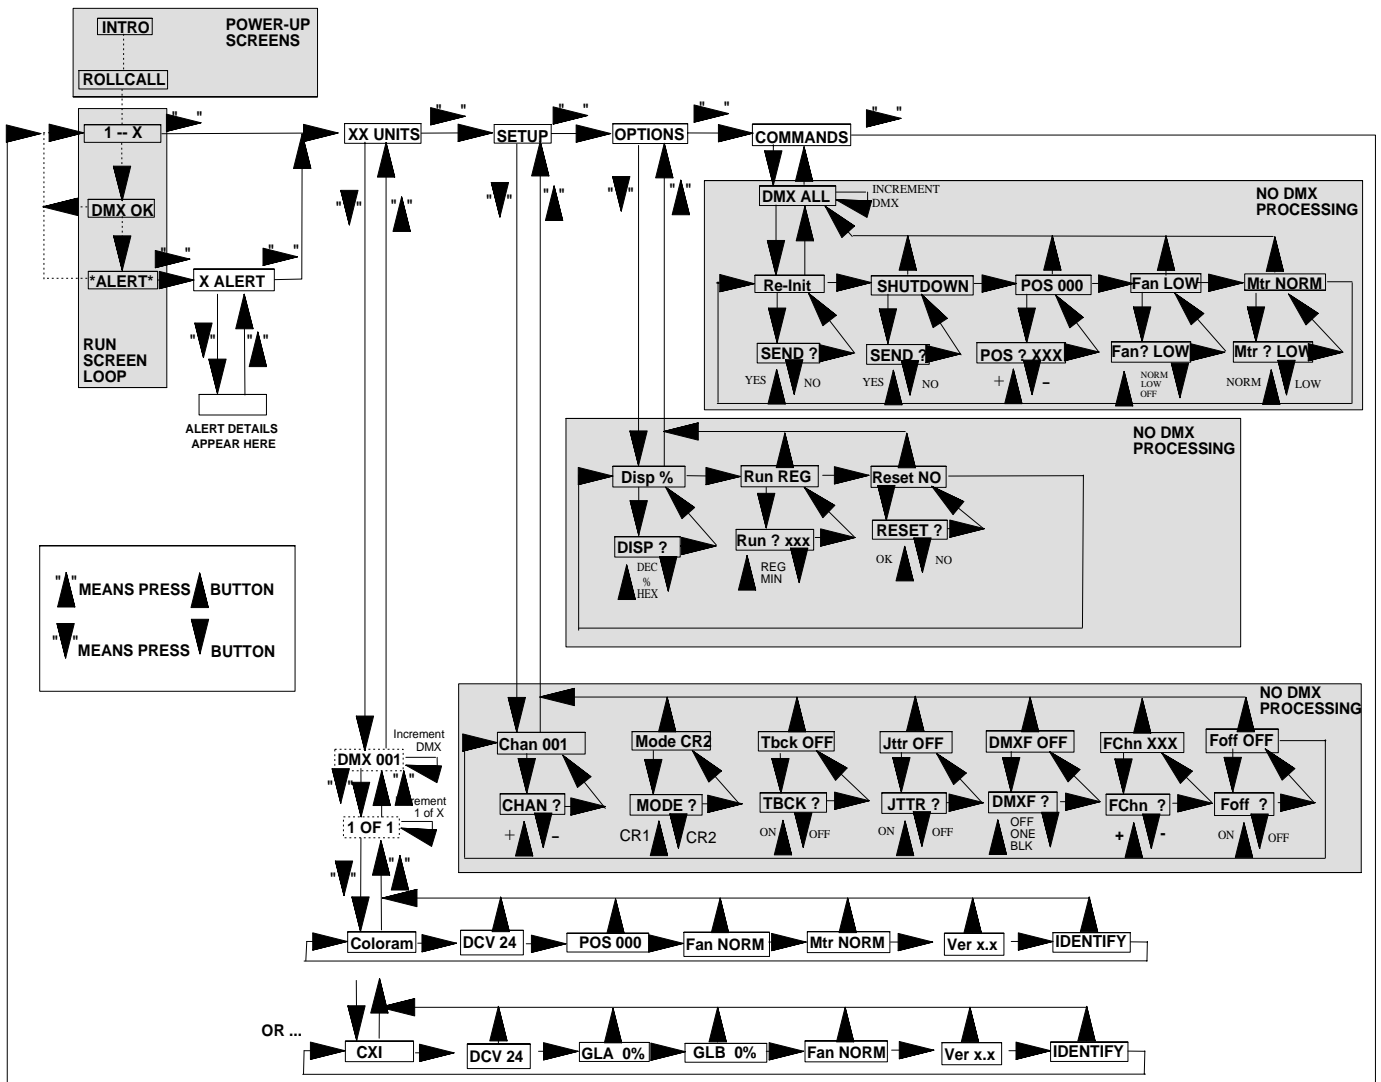 INTRO
POWER-UP
SCREENS
ROLLCALL
1 -- X
" "
XX UNITS
" "
SETUP
" "
OPTIONS
" "
COMMANDS
" "
DMX OK
*ALERT*
" "
X ALERT
" "
RUN
SCREEN
LOOP
" "
" "
ALERT DETAILS
APPEAR HERE
" "
" "
" "
" "
" "
" "
DMX ALL
INCREMENT
DMX
NO DMX
PROCESSING
Re-Init
SHUTDOWN
POS 000
Fan LOW
Mtr NORM
SEND ?
SEND ?
POS ? XXX
Fan? LOW
Mtr ? LOW
YES
NO
YES
NO
+
-
NORM
LOW
OFF
NORM
LOW
NO DMX
PROCESSING
Disp %
Run REG
Reset NO
DISP ?
Run ? xxx
RESET ?
DEC
%
HEX
REG
MIN
OK
NO
" "
MEANS PRESS
BUTTON
" "
MEANS PRESS
BUTTON
NO DMX
PROCESSING
Chan 001
Mode CR2
Tbck OFF
Jttr OFF
DMXF OFF
FChn XXX
Foff OFF
CHAN ?
MODE ?
TBCK ?
JTTR ?
DMXF ?
FChn ?
Foff ?
+
-
CR1
CR2
ON
OFF
ON
OFF
OFF
ONE
BLK
+
-
ON
OFF
Increment
DMX
DMX 001
" "
" "
1 of X
1 OF 1
" "
" "
Coloram
DCV 24
POS 000
Fan NORM
Mtr NORM
Ver x.x
IDENTIFY
OR ...
CXI
DCV 24
GLA 0%
GLB 0%
Fan NORM
Ver x.x
IDENTIFY